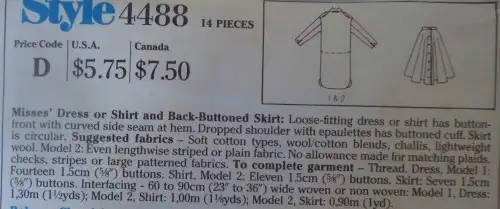 Style 4488 14 PIECES
Price Code U.S.A. Canada
D $5.75 $7.50
1 & 2
Misses' Dress or Shirt and Back-Buttoned Skirt: Loose-fitting dress or shirt has button-
front with curved side seam at hem. Dropped shoulder with epaulettes has buttoned cuff. Skirt
is circular. Suggested fabrics - Soft cotton types, wool/cotton blends, challis, lightweight
wool. Model 2: Even lengthwise striped or plain fabric. No allowance made for matching plaids,
checks, stripes or large patterned fabrics. To complete garment - Thread. Dress, Model 1:
Fourteen 1.5cm (⅝") buttons. Shirt, Model 2: Eleven 1.5cm (⅝") buttons. Skirt: Seven 1.5cm
(⅝") buttons. Interfacing - 60 to 90cm (23" to 36") wide woven or non woven: Model 1, Dress:
1,30m (1½yds); Model 2, Shirt: 1,00m (1⅛yds); Model 2, Skirt: 0,90m (1yd).